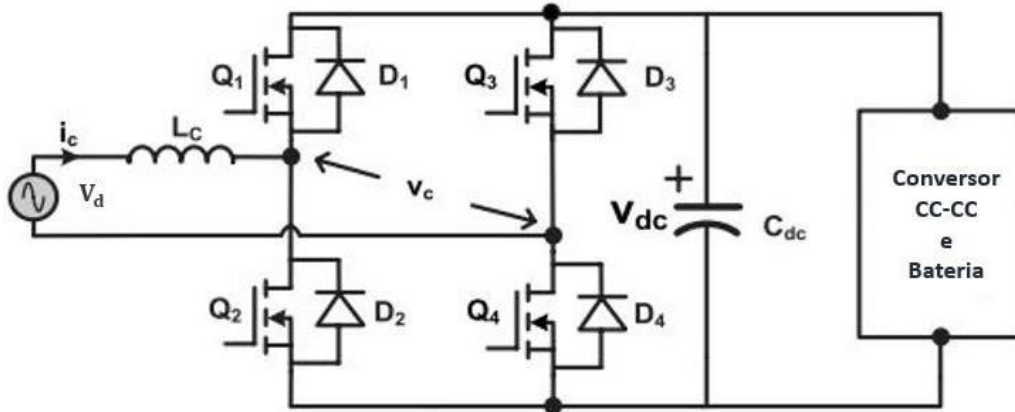 Q1
D1
Q3
D3
ic
LC
Vd
vc
+
Vdc
Cdc
Conversor
CC-CC
e
Bateria
Q2
D2
Q4
D4